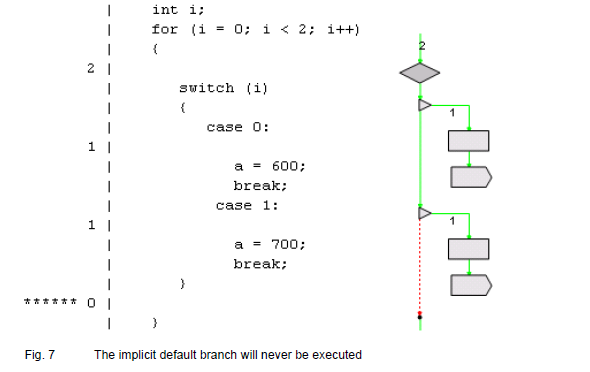 | int i;
| for (i = 0; i < 2; i++)
| {
2 |
| switch (i)
| {
| case 0:
1 |
| a = 600;
| break;
| case 1:
1 |
| a = 700;
| break;
| }
****** 0 |
| }
2
1
1
Fig. 7 The implicit default branch will never be executed